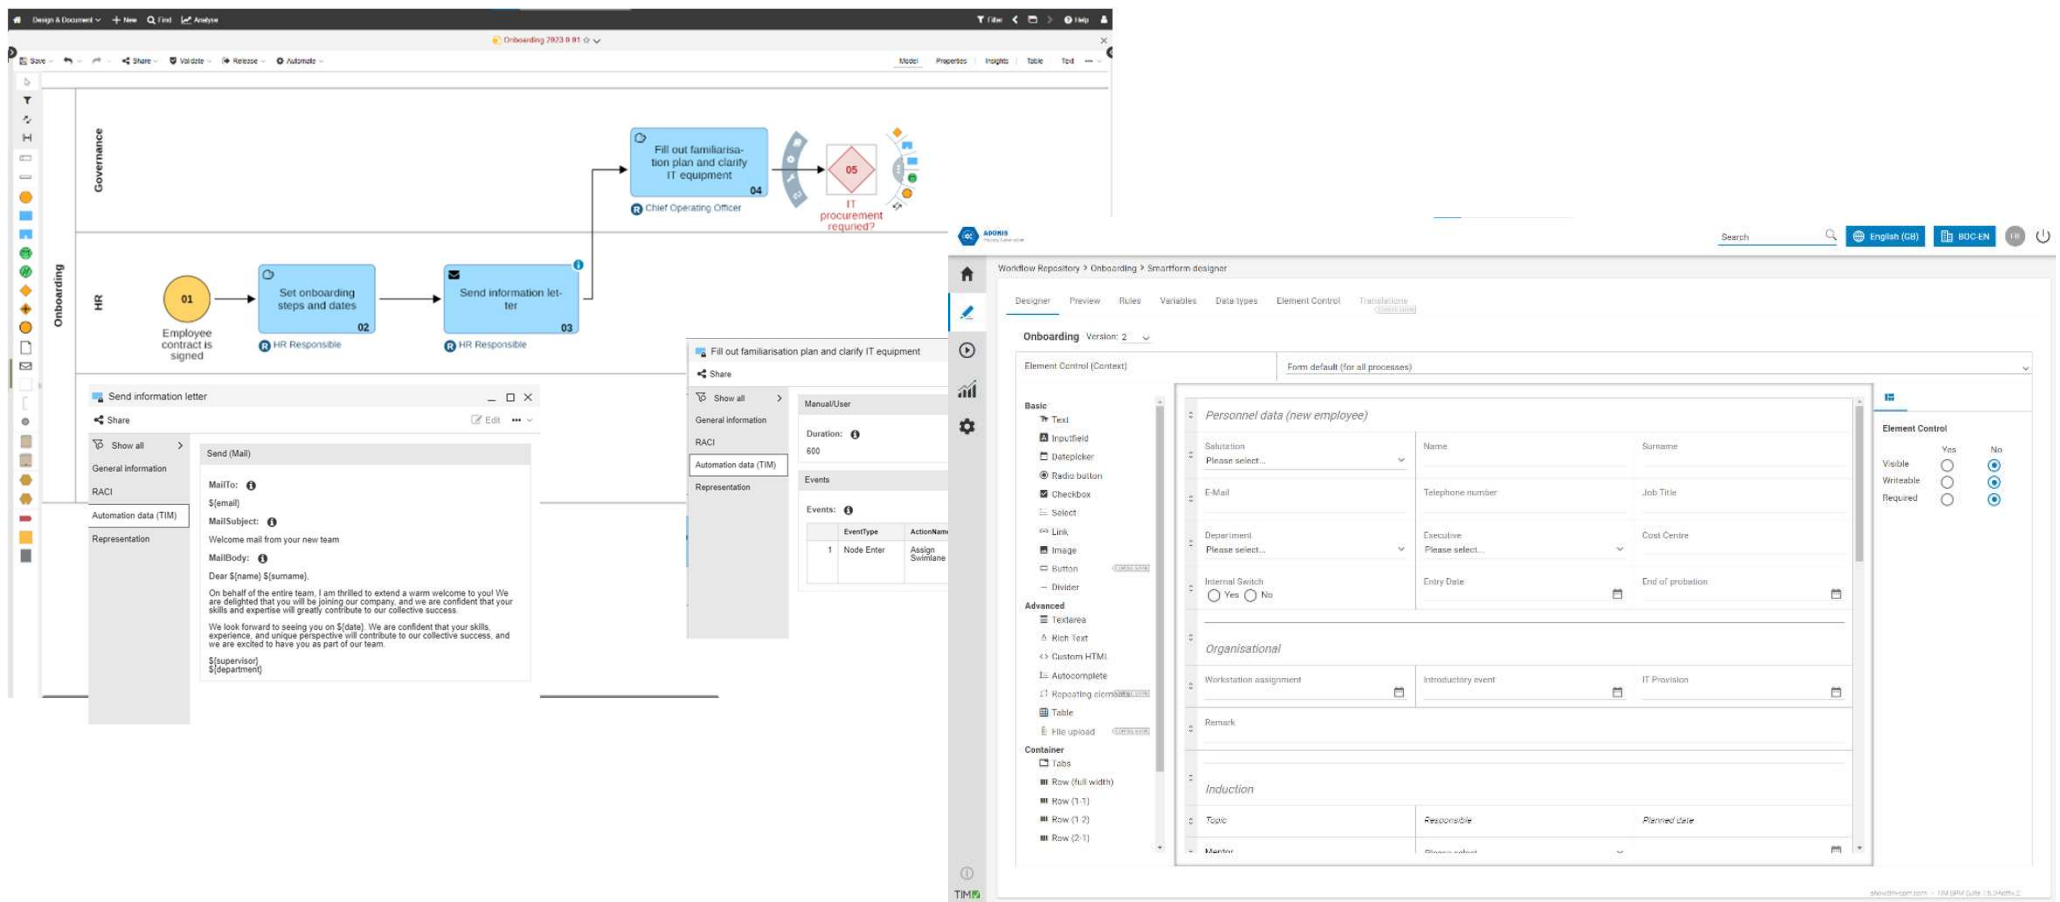 Design & Document
New
Find
Analyse
Filter
Help
Onboarding 2023 0.01
Save
Share
Validate
Release
Automate
Model
Properties
Insights
Table
Text
Onboarding
Governance
HR
Fill out familiarisa-
tion plan and clarify
IT equipment
04
R Chief Operating Officer
05
IT
procurement
requried?
01
Employee
contract is
signed
Set onboarding
steps and dates
02
R HR Responsible
Send information let-
ter
03
R HR Responsible
Send information letter
Share
Edit
Show all
General information
RACI
Automation data (TIM)
Representation
Send (Mail)
MailTo:
${email}
MailSubject:
Welcome mail from your new team
MailBody:
Dear ${name} ${surname},
On behalf of the entire team, I am thrilled to extend a warm welcome to you! We
are delighted that you will be joining our company, and we are confident that your
skills and expertise will greatly contribute to our collective success.
We look forward to seeing you on ${date}. We are confident that your skills,
experience, and unique perspective will contribute to our collective success, and
we are excited to have you as part of our team.
${supervisor}
${department}
Fill out familiarisation plan and clarify IT equipment
Share
Show all
General information
RACI
Automation data (TIM)
Representation
Manual/User
Duration:
600
Events
Events:
EventType
ActionName
1
Node Enter
Assign
Swimlane
ADONIS
Search
English (GB)
BOC-EN
Workflow Repository > Onboarding > Smartform designer
Designer
Preview
Rules
Variables
Data types
Element Control
Translations
Onboarding Version: 2
Element Control (Context)
Form default (for all processes)
Basic
Text
Inputfield
Datepicker
Radio button
Checkbox
Select
Link
Image
Button
Divider
Advanced
Textarea
Rich Text
Custom HTML
Autocomplete
Repeating elements
Table
File upload
Container
Tabs
Row (full width)
Row (1-1)
Row (1-2)
Row (2-1)
Personnel data (new employee)
Salutation
Please select...
Name
Surname
E-Mail
Telephone number
Job Title
Department
Please select...
Executive
Please select...
Cost Centre
Internal Switch
Yes
No
Entry Date
End of probation
Organisational
Workstation assignment
Introductory event
IT Provision
Remark
Induction
Topic
Responsible
Planned date
Mentor
Please select
Element Control
Yes
No
Visible
Writeable
Required
TIM